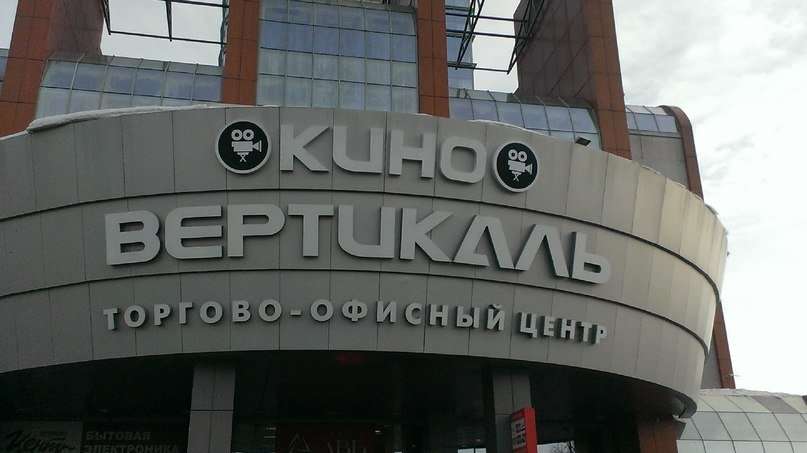 КИНО
ВЕРТИКАЛЬ
ТОРГОВО-ОФИСНЫЙ ЦЕНТР
БЫТОВАЯ
ЭЛЕКТРОНИКА